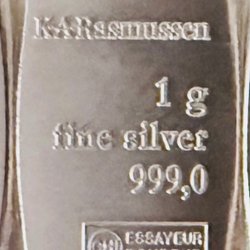 K·A·Rasmussen
1 g
fine silver
999,0
ESSAYEUR